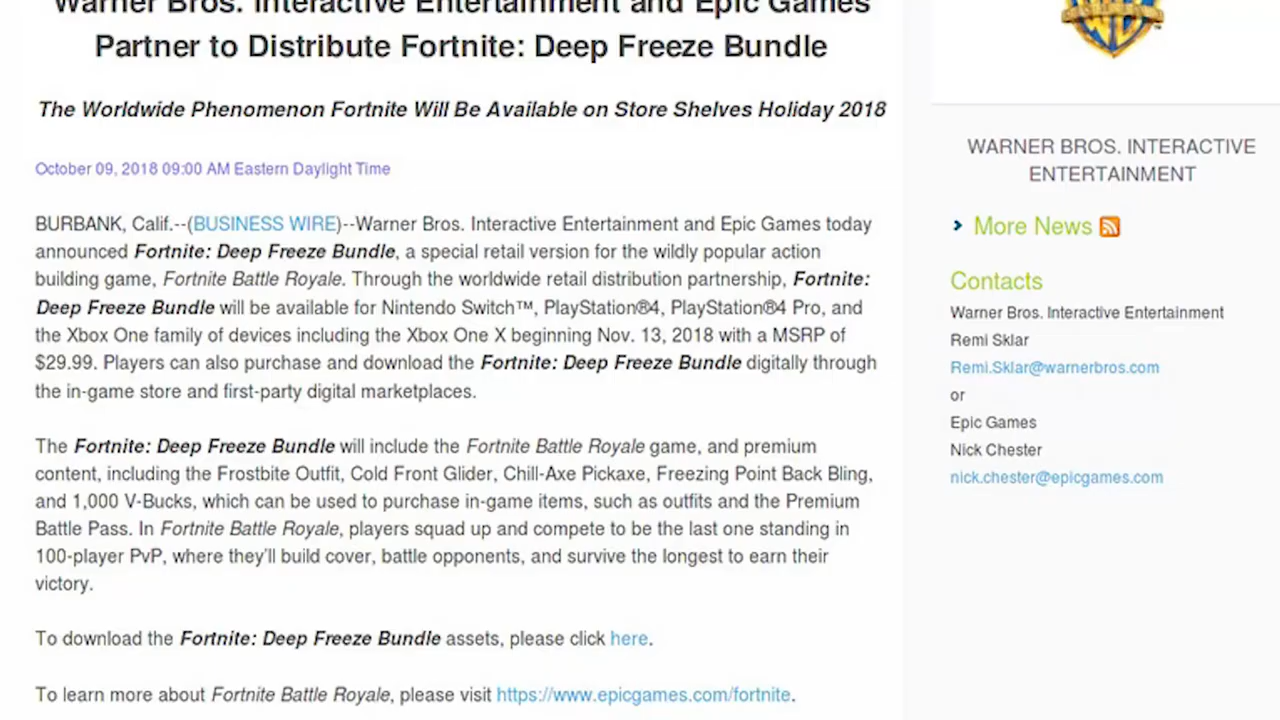 Warner Bros. Interactive Entertainment and Epic Games
Partner to Distribute Fortnite: Deep Freeze Bundle
The Worldwide Phenomenon Fortnite Will Be Available on Store Shelves Holiday 2018
October 09, 2018 09:00 AM Eastern Daylight Time
BURBANK, Calif.--(BUSINESS WIRE)--Warner Bros. Interactive Entertainment and Epic Games today
announced Fortnite: Deep Freeze Bundle, a special retail version for the wildly popular action
building game, Fortnite Battle Royale. Through the worldwide retail distribution partnership, Fortnite:
Deep Freeze Bundle will be available for Nintendo Switch™, PlayStation®4, PlayStation®4 Pro, and
the Xbox One family of devices including the Xbox One X beginning Nov. 13, 2018 with a MSRP of
$29.99. Players can also purchase and download the Fortnite: Deep Freeze Bundle digitally through
the in-game store and first-party digital marketplaces.
The Fortnite: Deep Freeze Bundle will include the Fortnite Battle Royale game, and premium
content, including the Frostbite Outfit, Cold Front Glider, Chill-Axe Pickaxe, Freezing Point Back Bling,
and 1,000 V-Bucks, which can be used to purchase in-game items, such as outfits and the Premium
Battle Pass. In Fortnite Battle Royale, players squad up and compete to be the last one standing in
100-player PvP, where they'll build cover, battle opponents, and survive the longest to earn their
victory.
To download the Fortnite: Deep Freeze Bundle assets, please click here.
To learn more about Fortnite Battle Royale, please visit https://www.epicgames.com/fortnite.
WARNER BROS. INTERACTIVE
ENTERTAINMENT
More News
Contacts
Warner Bros. Interactive Entertainment
Remi Sklar
Remi.Sklar@warnerbros.com
or
Epic Games
Nick Chester
nick.chester@epicgames.com